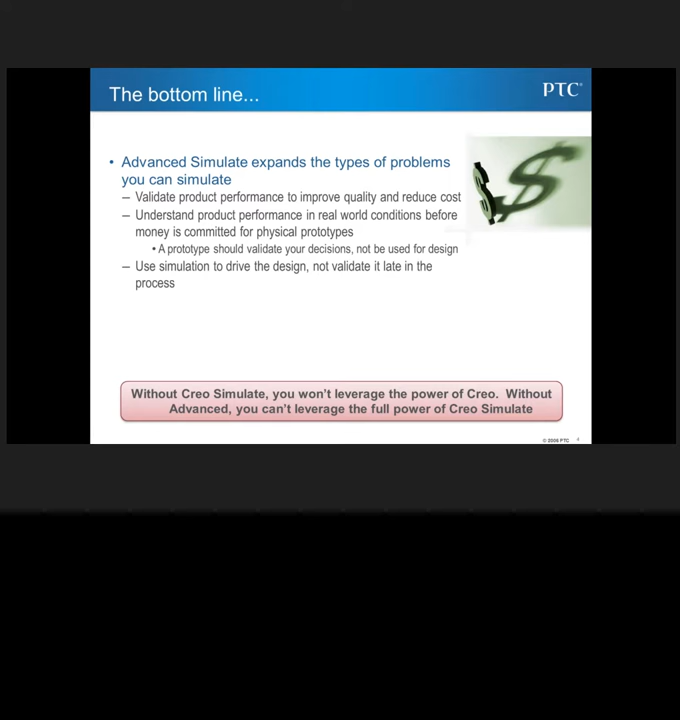 The bottom line...
PTC
• Advanced Simulate expands the types of problems
you can simulate
– Validate product performance to improve quality and reduce cost
– Understand product performance in real world conditions before
money is committed for physical prototypes
• A prototype should validate your decisions, not be used for design
– Use simulation to drive the design, not validate it late in the
process
Without Creo Simulate, you won't leverage the power of Creo. Without
Advanced, you can't leverage the full power of Creo Simulate
© 2006 PTC 4